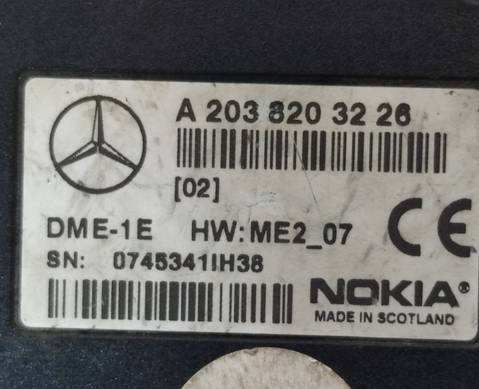 A 203 820 32 26
[02]
DME-1E HW:ME2_07
CE
SN: 0745341IH38
NOKIA®
MADE IN SCOTLAND